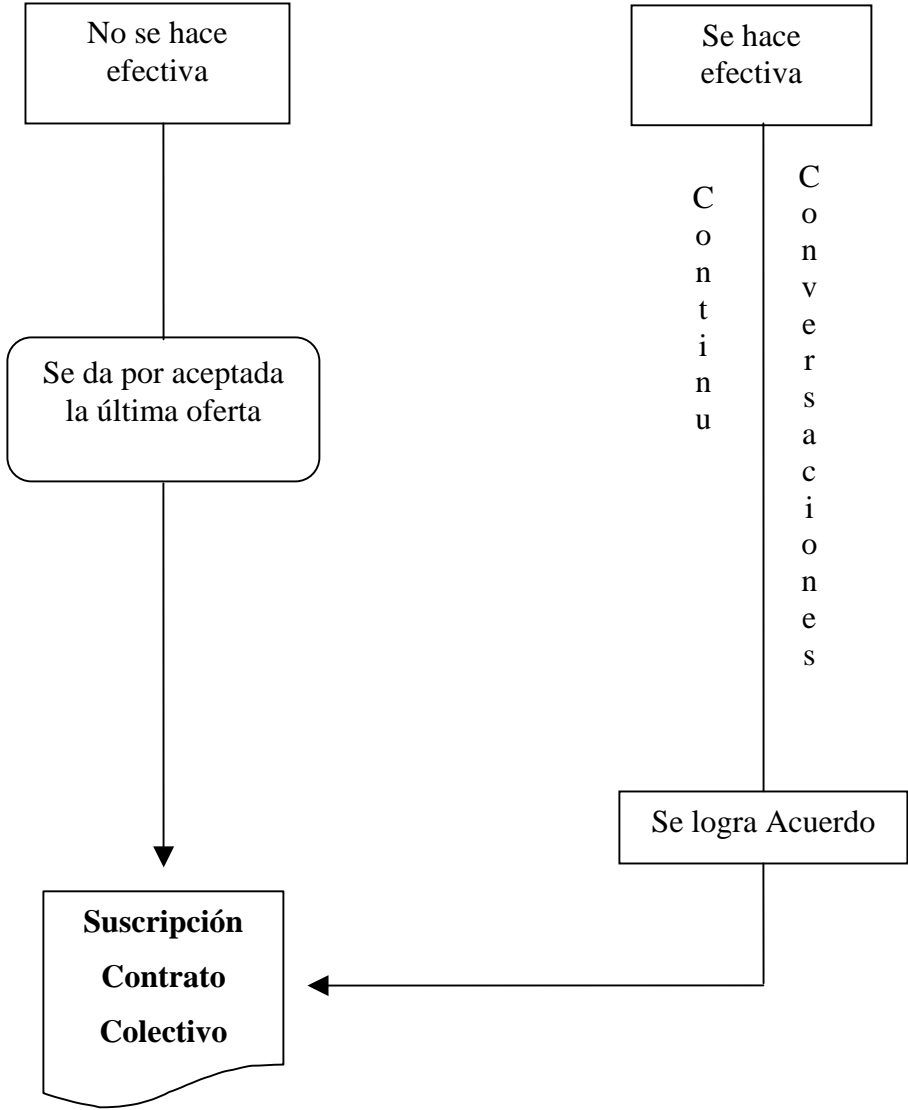 No se hace
efectiva
Se hace
efectiva
Continu
Conversaciones
Se da por aceptada
la última oferta
Se logra Acuerdo
Suscripción
Contrato
Colectivo